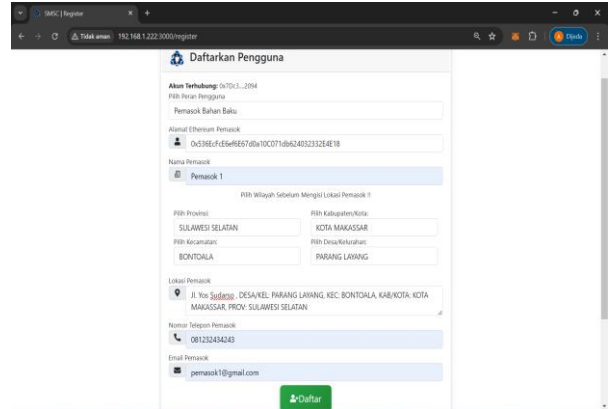 SMSC | Register
Tidak aman 192.168.1.222:3000/register
Dijeda
Daftarkan Pengguna
Akun Terhubung: 0x7Dc3...2094
Pilih Peran Pengguna
Pemasok Bahan Baku
Alamat Ethereum Pemasok
0x536EcFcE6ef6E67d0a10C071db624032332E4E18
Nama Pemasok
Pemasok 1
Pilih Wilayah Sebelum Mengisi Lokasi Pemasok !!
Pilih Provinsi: Pilih Kabupaten/Kota:
SULAWESI SELATAN KOTA MAKASSAR
Pilih Kecamatan: Pilih Desa/Kelurahan:
BONTOALA PARANG LAYANG
Lokasi Pemasok
Jl. Yos Sudarso , DESA/KEL: PARANG LAYANG, KEC: BONTOALA, KAB/KOTA: KOTA
MAKASSAR, PROV: SULAWESI SELATAN
Nomor Telepon Pemasok
081232434243
Email Pemasok
pemasok1@gmail.com
Daftar